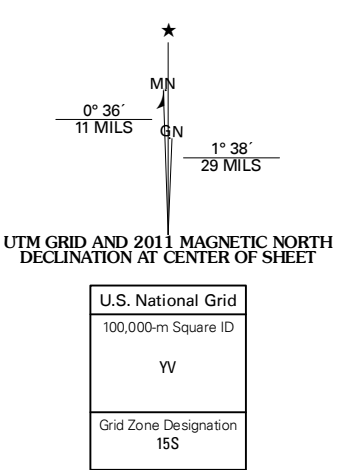 ★
MN
0° 36´
11 MILS
GN
1° 38´
29 MILS
UTM GRID AND 2011 MAGNETIC NORTH
DECLINATION AT CENTER OF SHEET
U.S. National Grid
100,000-m Square ID
YV
Grid Zone Designation
15S